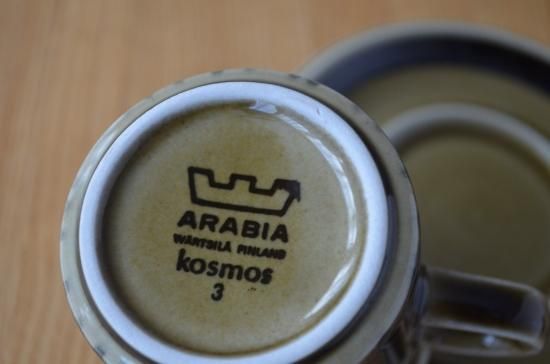 ARABIA
WÄRTSILÄ FINLAND
kosmos
3